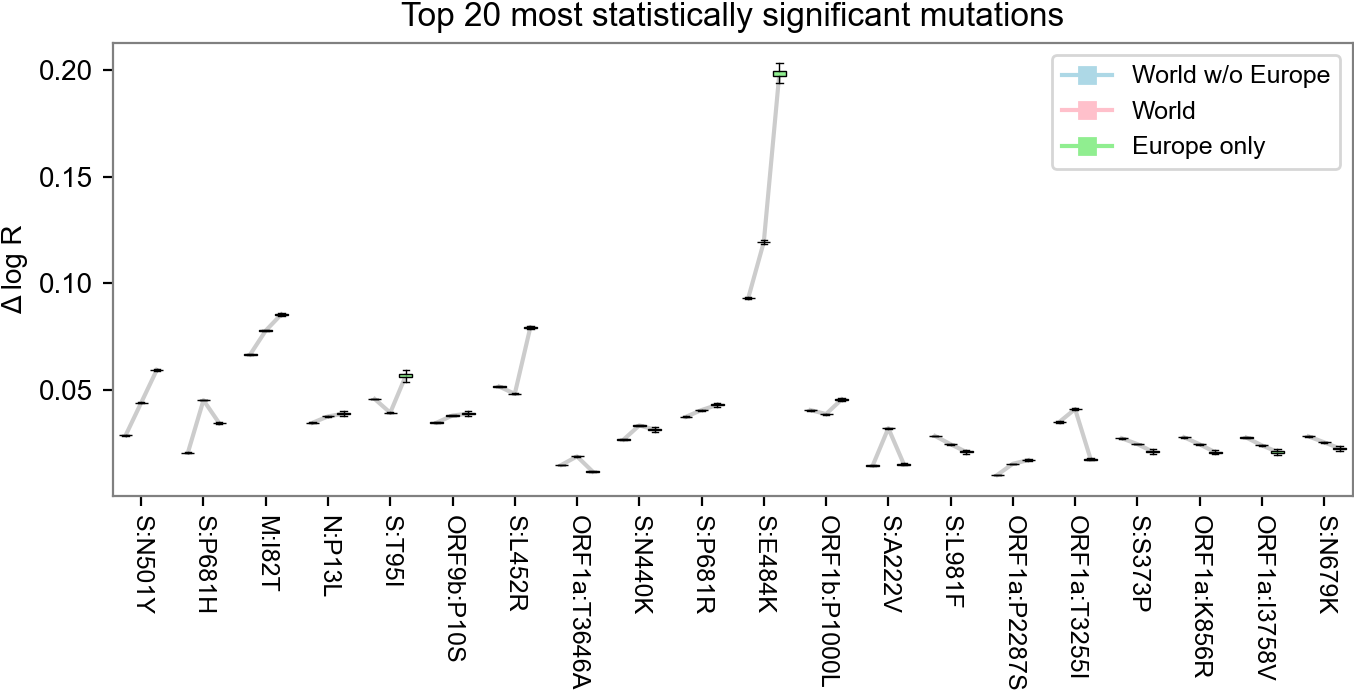 Top 20 most statistically significant mutations
Δ log R
0.20
0.15
0.10
0.05
World w/o Europe
World
Europe only
S:N501Y
S:P681H
M:I82T
N:P13L
S:T95I
ORF9b:P10S
S:L452R
ORF1a:T3646A
S:N440K
S:P681R
S:E484K
ORF1b:P1000L
S:A222V
S:L981F
ORF1a:P2287S
ORF1a:T3255I
S:S373P
ORF1a:K856R
ORF1a:I3758V
S:N679K